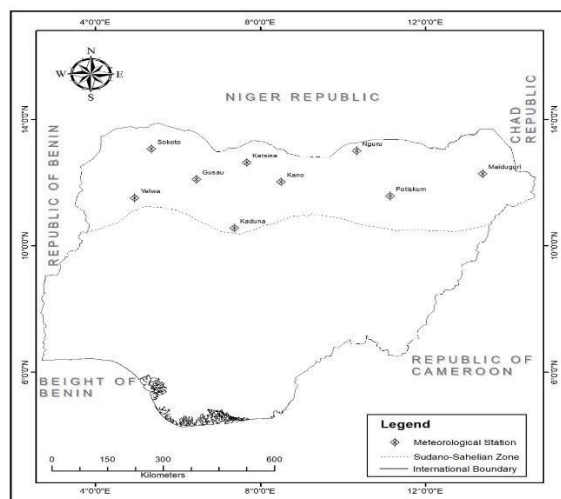 N
W E
S
NIGER REPUBLIC
CHAD
REPUBLIC
REPUBLIC OF BENIN
14°0'0"N
14°0'0"N
Sokoto
Katsina
Nguru
Gusau
Kano
Maiduguri
Yelwa
Potiskum
Kaduna
10°0'0"N
10°0'0"N
6°0'0"N
6°0'0"N
BEIGHT OF
BENIN
REPUBLIC OF
CAMEROON
Legend
Meteorological Station
Sudano-Sahelian Zone
International Boundary
0 100 200 300 400 600
Kilometers
4°0'0"E 8°0'0"E 12°0'0"E
4°0'0"E 8°0'0"E 12°0'0"E